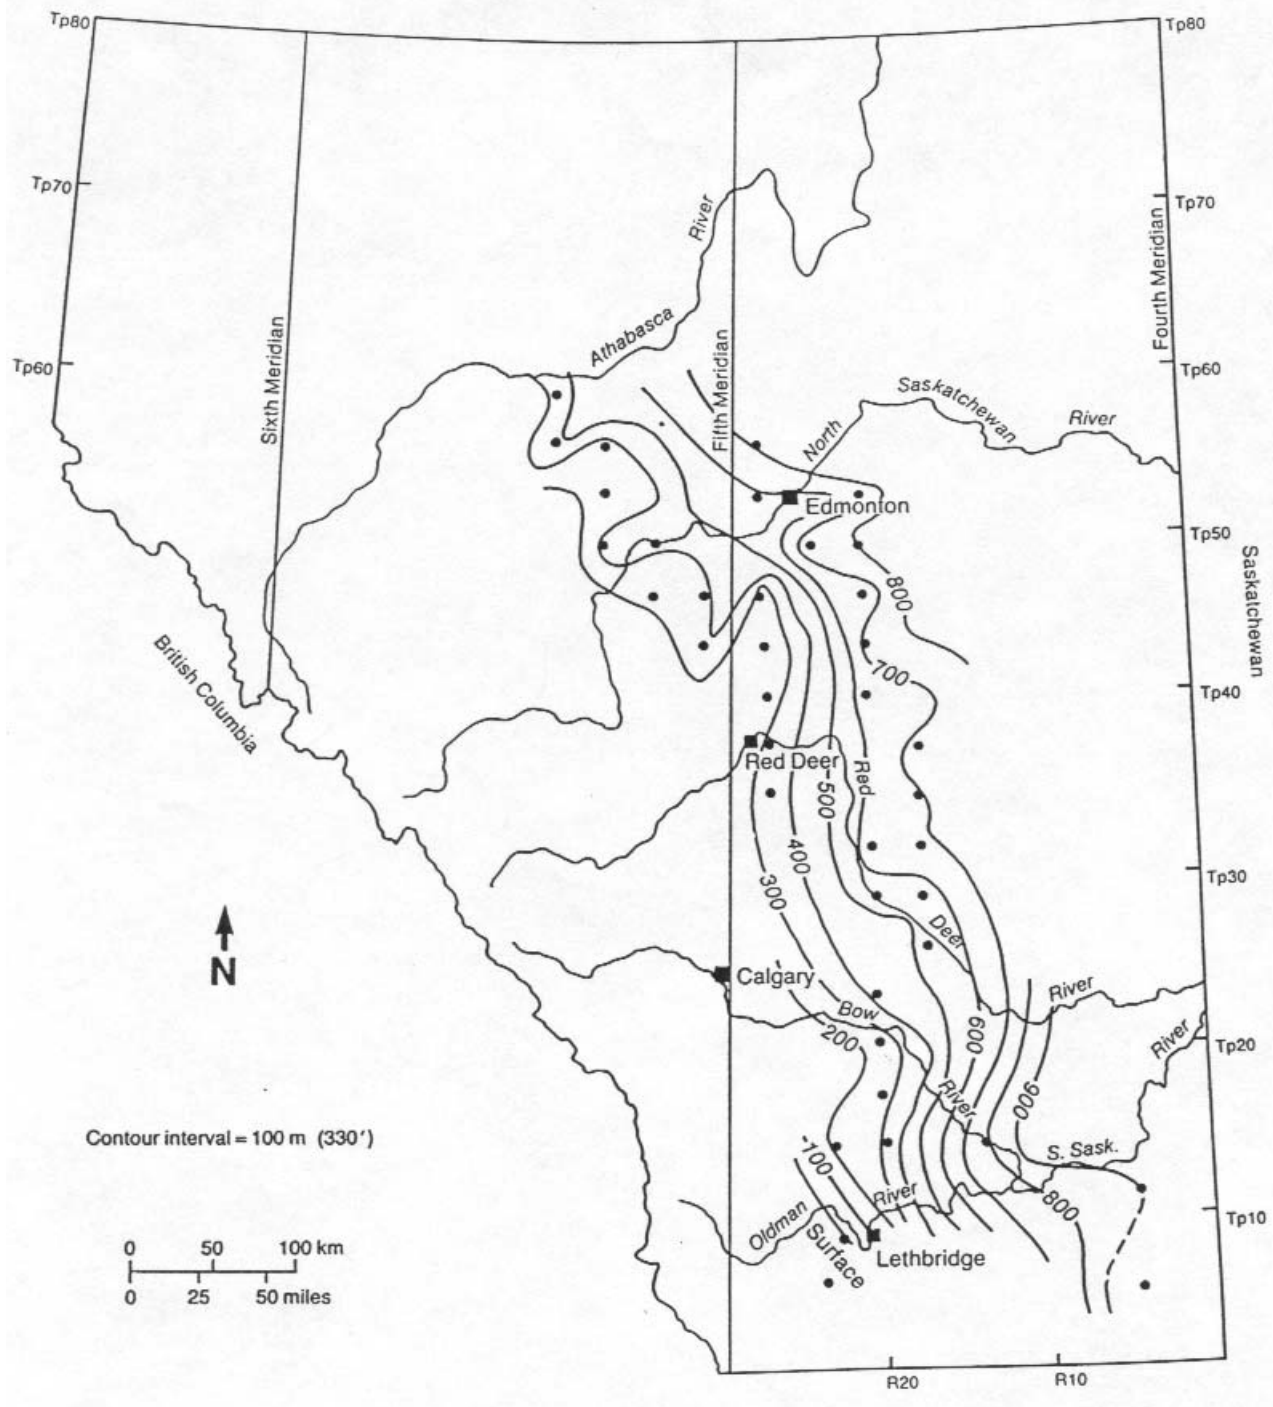 Tp80
Tp80
Tp70
Tp70
River
Fourth Meridian
Athabasca
Sixth Meridian
Fifth Meridian
Tp60
Tp60
Saskatchewan
River
North
Edmonton
Tp50
Saskatchewan
800
British Columbia
700
Tp40
Red Deer
Red
500
400
300
Tp30
Deer
N
Calgary
River
Bow
200
600
River
Tp20
River
900
Contour interval = 100 m (330')
-100
S. Sask.
River
Oldman
800
Tp10
Surface
Lethbridge
0 50 100 km
0 25 50 miles
R20
R10